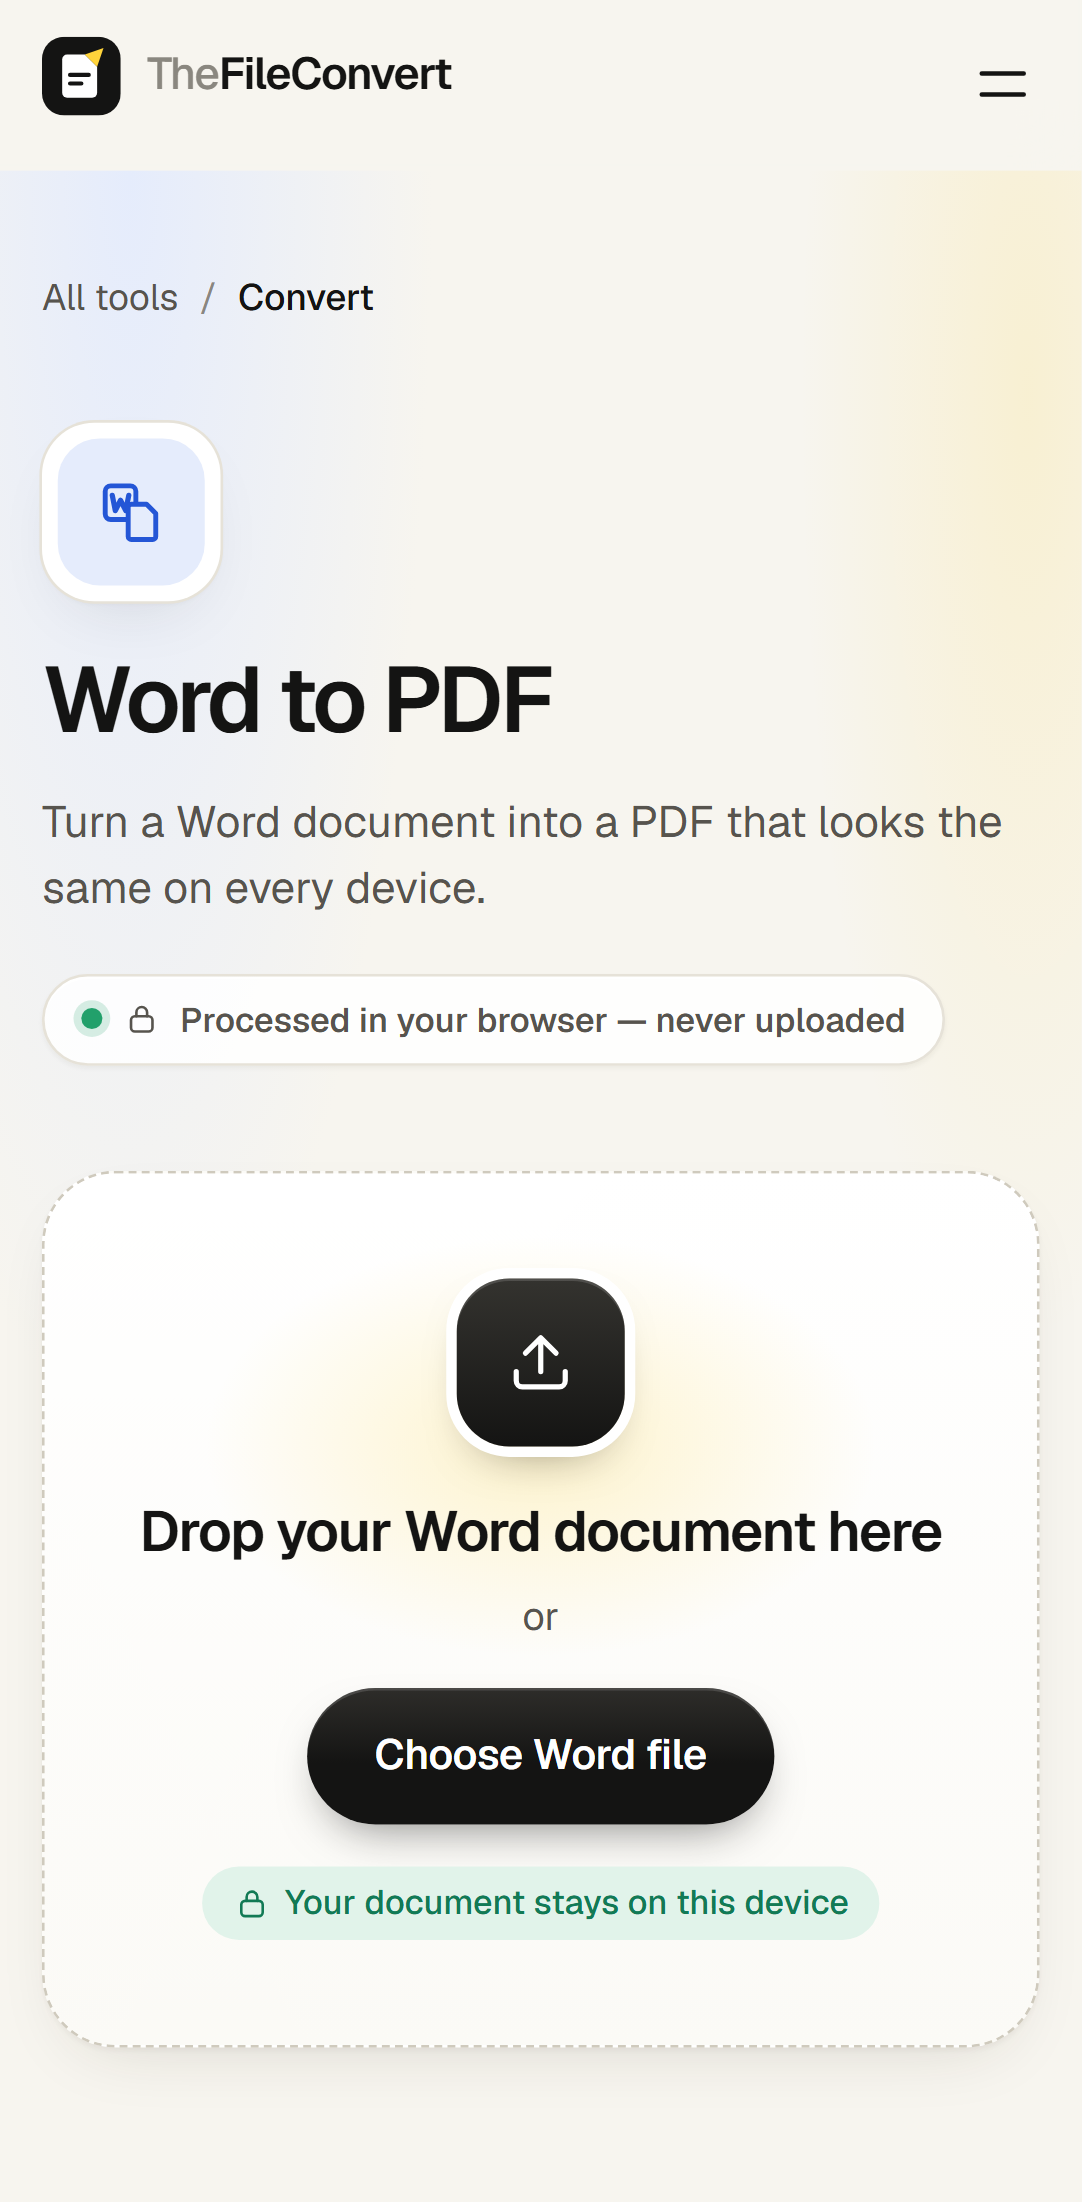 TheFileConvert
All tools / Convert
W
Word to PDF
Turn a Word document into a PDF that looks the
same on every device.
Processed in your browser — never uploaded
Drop your Word document here
or
Choose Word file
Your document stays on this device